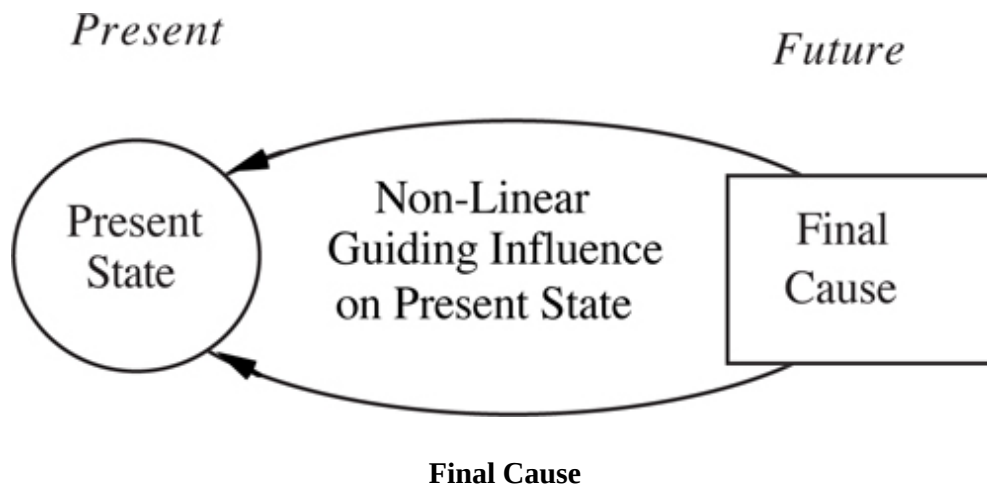 Present
Future
Present
State
Non-Linear
Guiding Influence
on Present State
Final
Cause
Final Cause